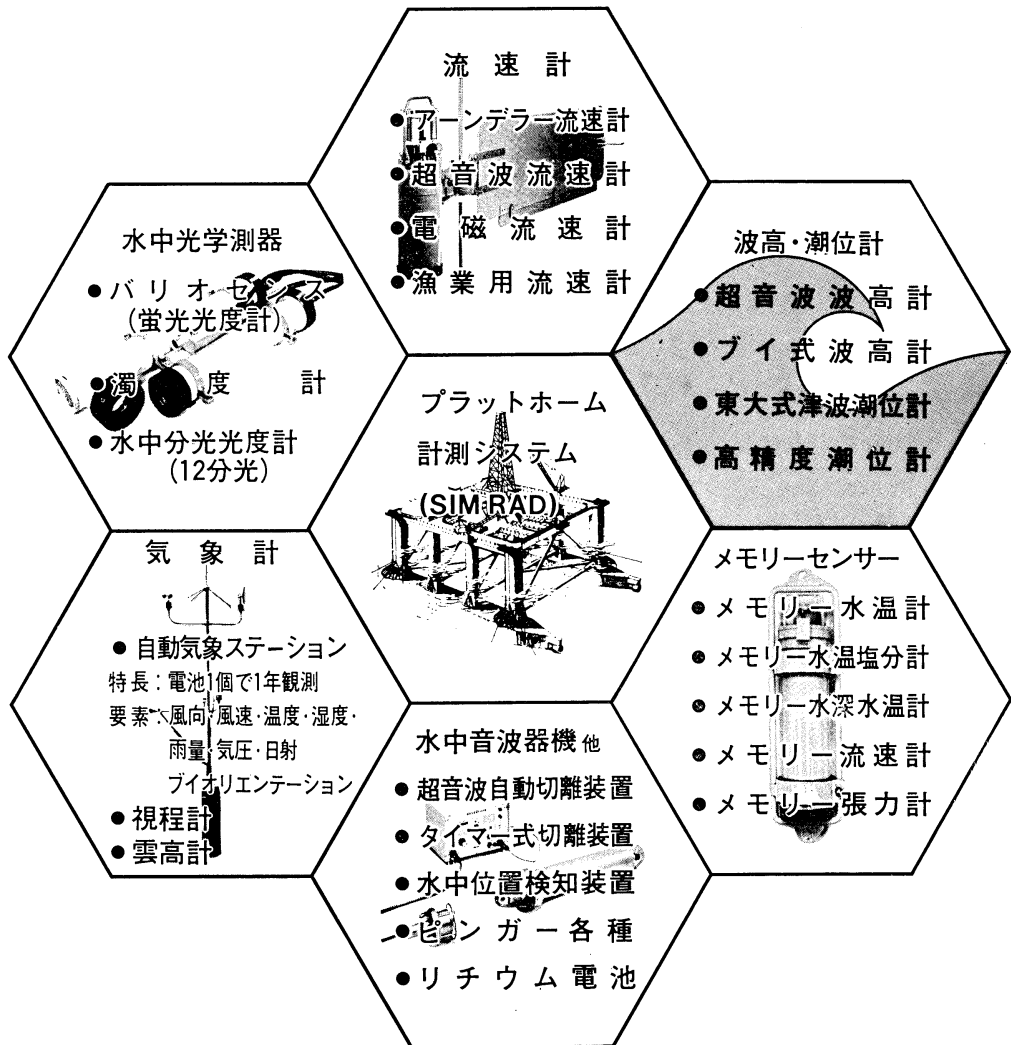 流速計
●アーンデラー流速計
●超音波流速計
●電磁流速計
●漁業用流速計
水中光学測器
●バリオセンス
(蛍光光度計)
●濁度計
●水中分光光度計
(12分光)
波高・潮位計
●超音波波高計
●ブイ式波高計
●東大式津波潮位計
●高精度潮位計
プラットホーム
計測システム
(SIMRAD)
気象計
●自動気象ステーション
特長:電池1個で1年観測
要素:風向・風速・温度・湿度・
雨量・気圧・日射
ブイオリエンテーション
●視程計
●雲高計
メモリーセンサー
●メモリー水温計
●メモリー水温塩分計
●メモリー水深水温計
●メモリー流速計
●メモリー張力計
水中音波器機他
●超音波自動切離装置
●タイマー式切離装置
●水中位置検知装置
●ピンガー各種
●リチウム電池